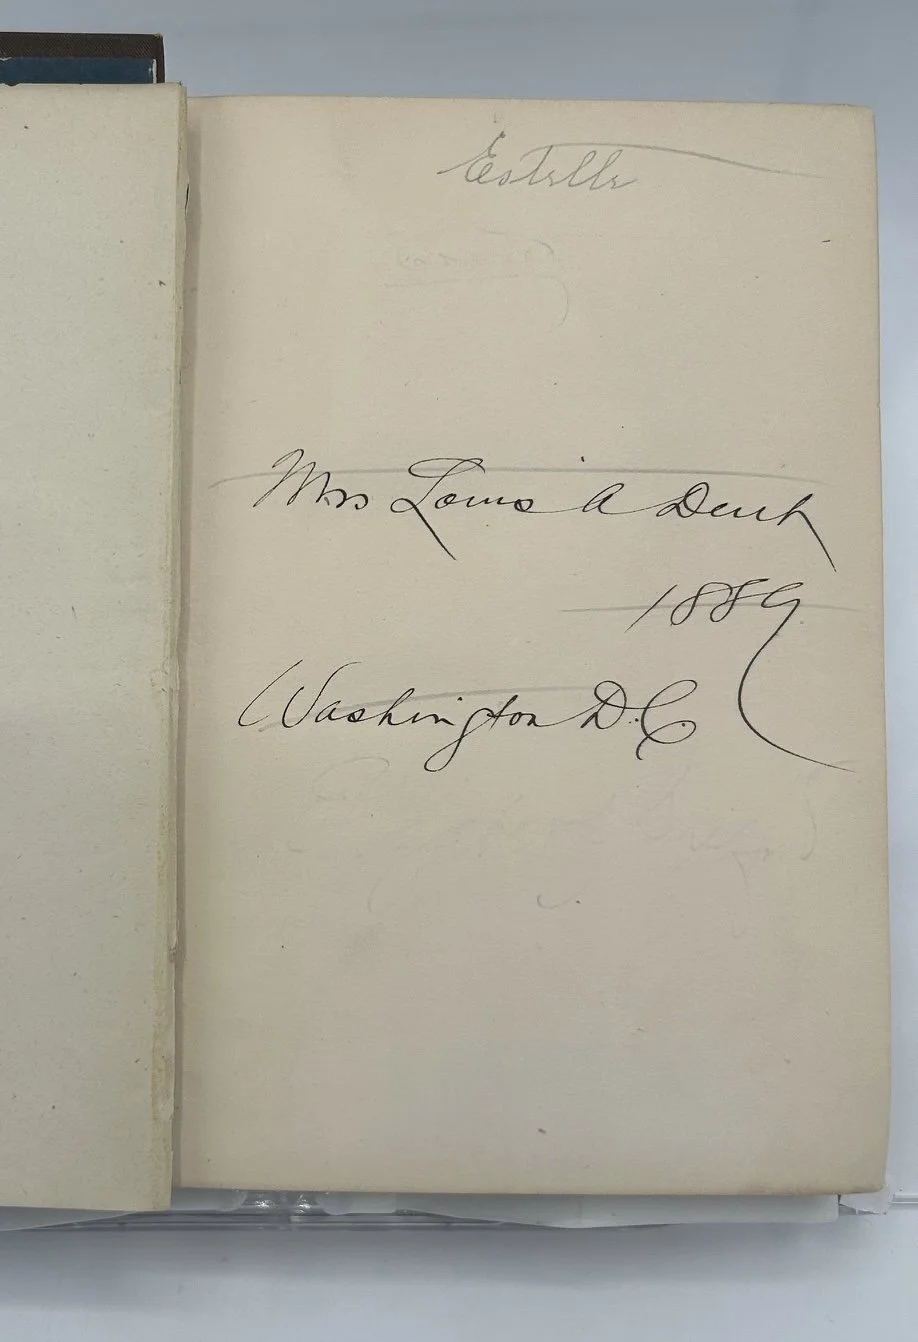 Estelle
Mrs Louis A Dent
1889
Washington D.C